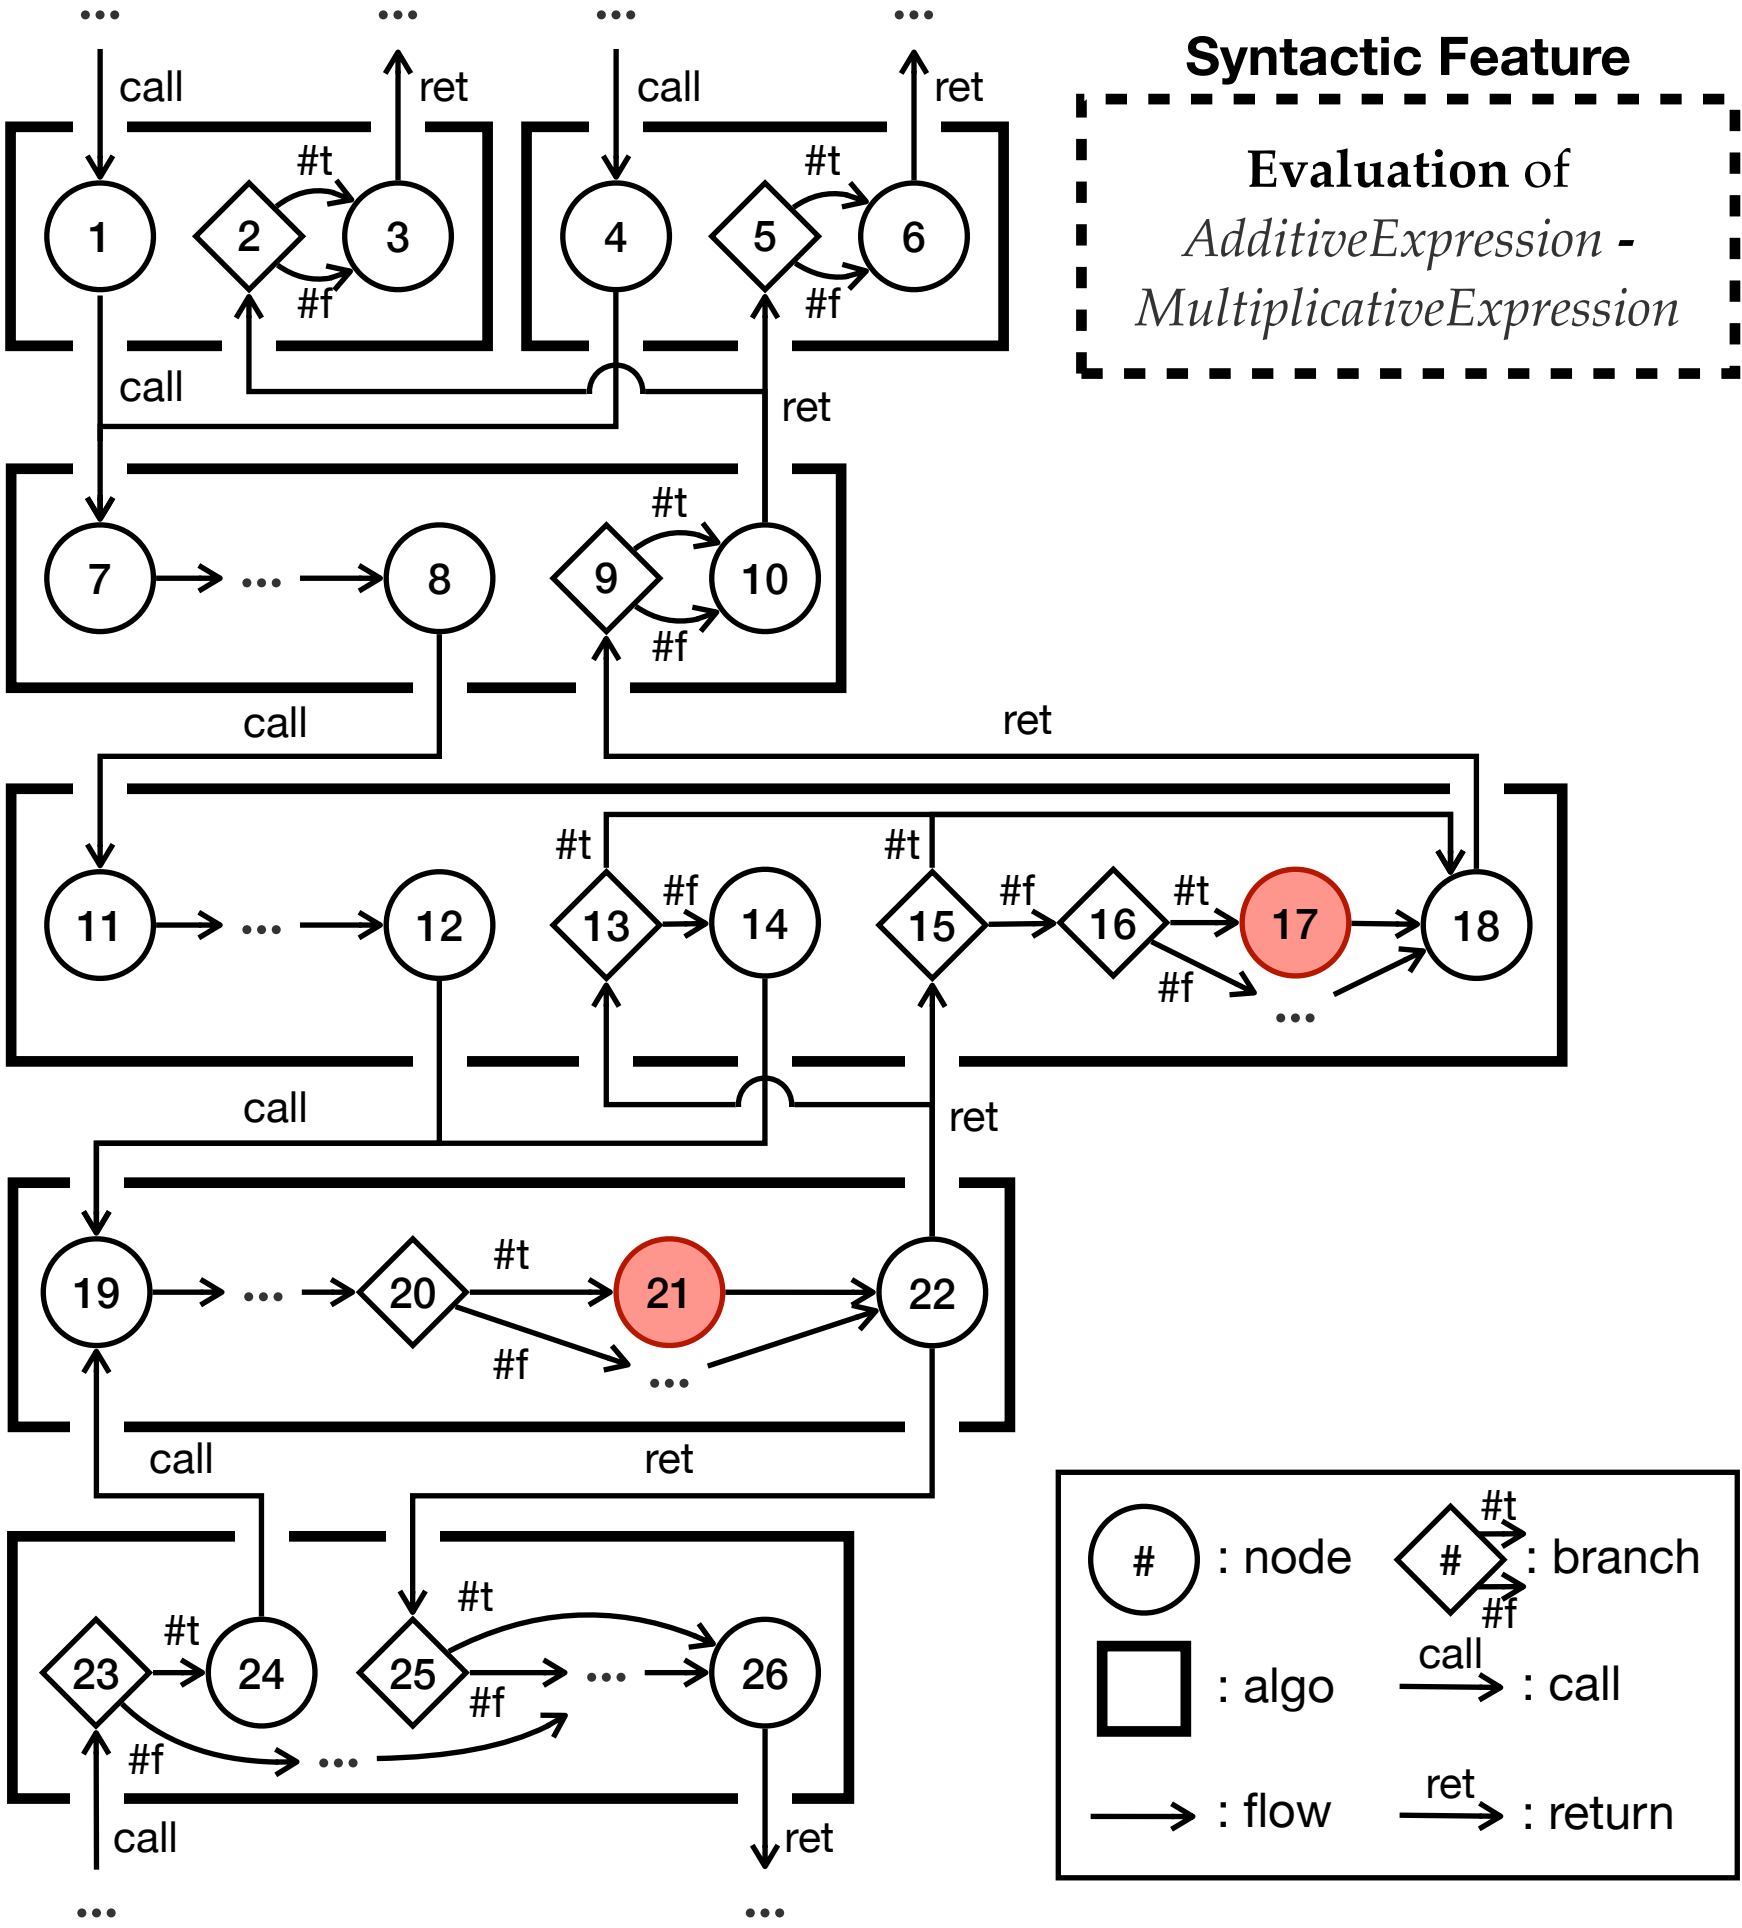 ... ... ... ...
call ret call ret
Syntactic Feature
Evaluation of
AdditiveExpression -
MultiplicativeExpression
#t #t
1 2 3 4 5 6
#f #f
call ret
#t
7 ... 8 9 10
#f
call ret
#t #t
11 ... 12 13 #f 14 15 #f 16 #t 17 18
#f ...
call ret
19 ... 20 #t 21 22
#f ...
call ret
#t
23 #t 24 25 #f ... 26
#f ...
call ret
... ...
# : node
#t
# : branch
#f
: algo
call
: call
: flow
ret
: return